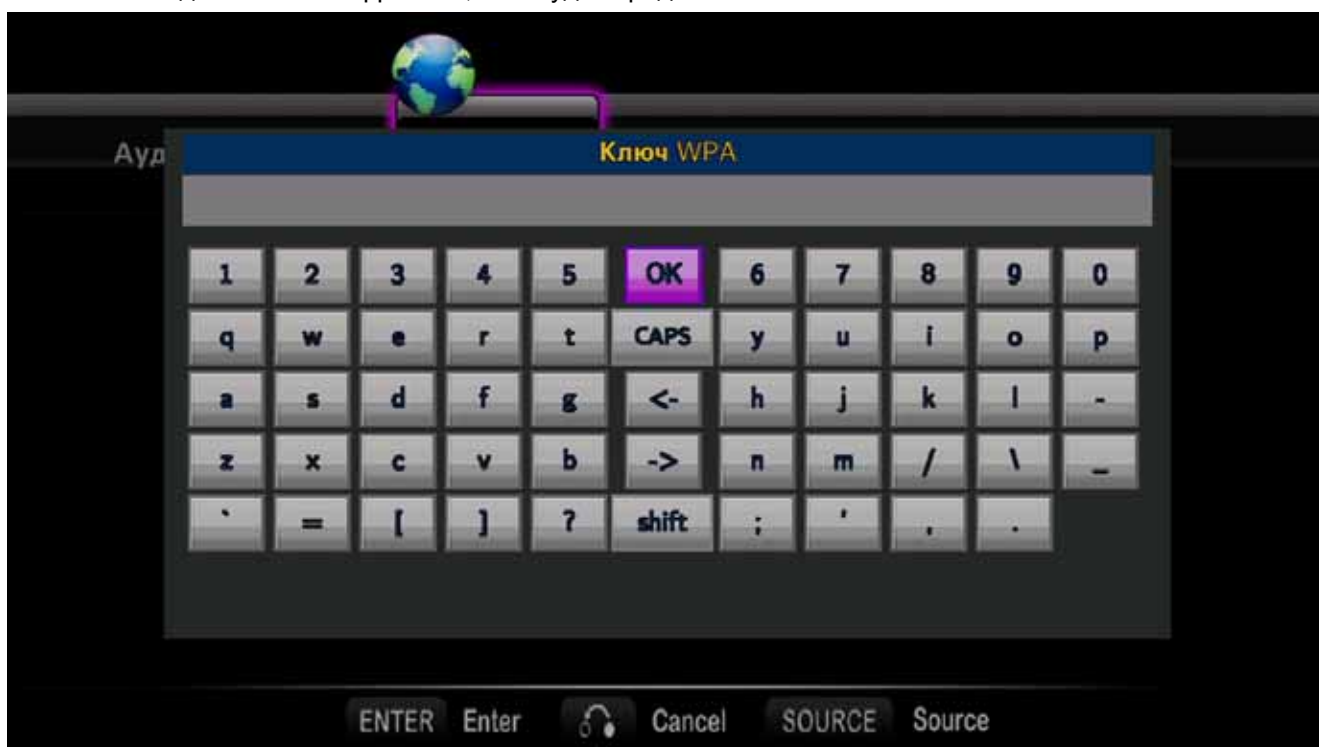 Ауд
Ключ WPA
1 2 3 4 5 OK 6 7 8 9 0
q w e r t CAPS y u i o p
a s d f g <- h j k l -
z x c v b -> n m / \ _
` = [ ] ? shift ; ' , .
ENTER Enter Cancel SOURCE Source